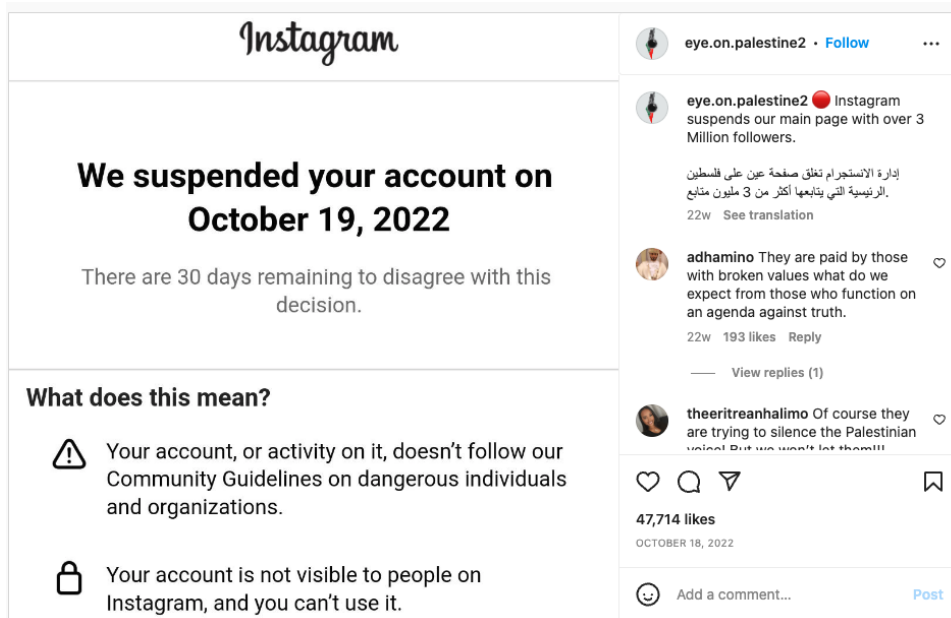 Instagram
We suspended your account on
October 19, 2022
There are 30 days remaining to disagree with this
decision.
What does this mean?
Your account, or activity on it, doesn't follow our
Community Guidelines on dangerous individuals
and organizations.
Your account is not visible to people on
Instagram, and you can't use it.
eye.on.palestine2 • Follow
eye.on.palestine2 🔴 Instagram
suspends our main page with over 3
Million followers.
إدارة الانستجرام تغلق صفحة عين على فلسطين
الرئيسية التي يتابعها أكثر من 3 مليون متابع.
22w See translation
adhamino They are paid by those
with broken values what do we
expect from those who function on
an agenda against truth.
22w 193 likes Reply
View replies (1)
theeritreanhalimo Of course they
are trying to silence the Palestinian
voice! But we won't let them!!!
47,714 likes
OCTOBER 18, 2022
Add a comment...
Post